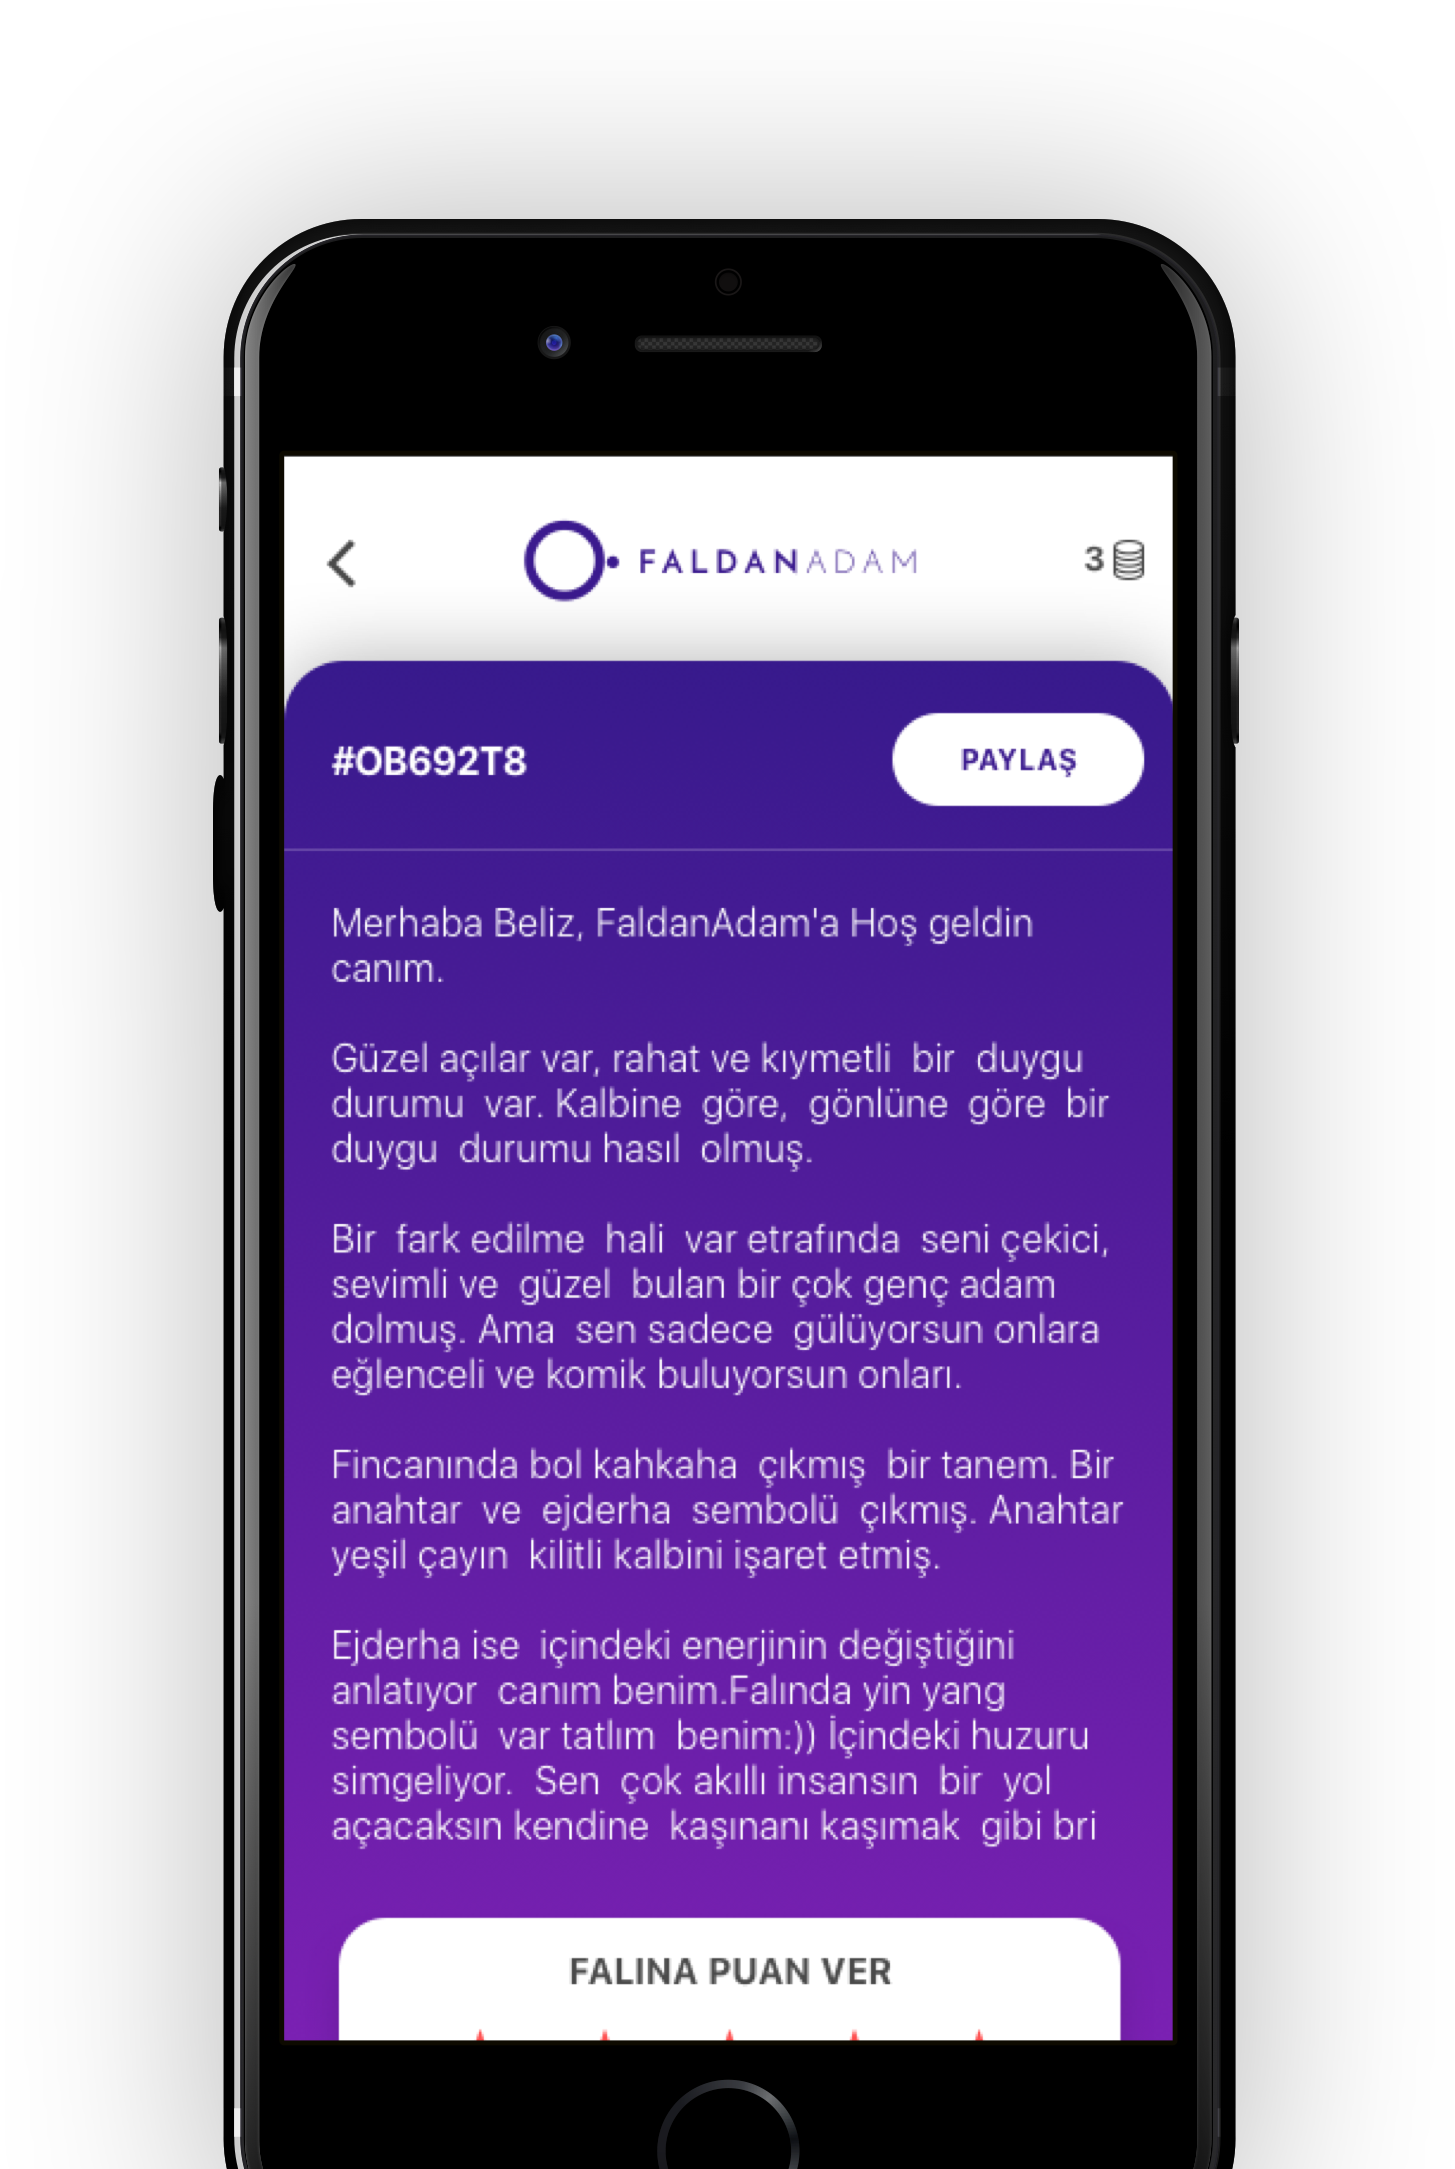 FALDANADAM
3
#OB692T8
PAYLAŞ
Merhaba Beliz, FaldanAdam'a Hoş geldin
canım.
Güzel açılar var, rahat ve kıymetli bir duygu
durumu var. Kalbine göre, gönlüne göre bir
duygu durumu hasıl olmuş.
Bir fark edilme hali var etrafında seni çekici,
sevimli ve güzel bulan bir çok genç adam
dolmuş. Ama sen sadece gülüyorsun onlara
eğlenceli ve komik buluyorsun onları.
Fincanında bol kahkaha çıkmış bir tanem. Bir
anahtar ve ejderha sembolü çıkmış. Anahtar
yeşil çayın kilitli kalbini işaret etmiş.
Ejderha ise içindeki enerjinin değiştiğini
anlatıyor canım benim.Falında yin yang
sembolü var tatlım benim:)) İçindeki huzuru
simgeliyor. Sen çok akıllı insansın bir yol
açacaksın kendine kaşınanı kaşımak gibi bri
FALINA PUAN VER